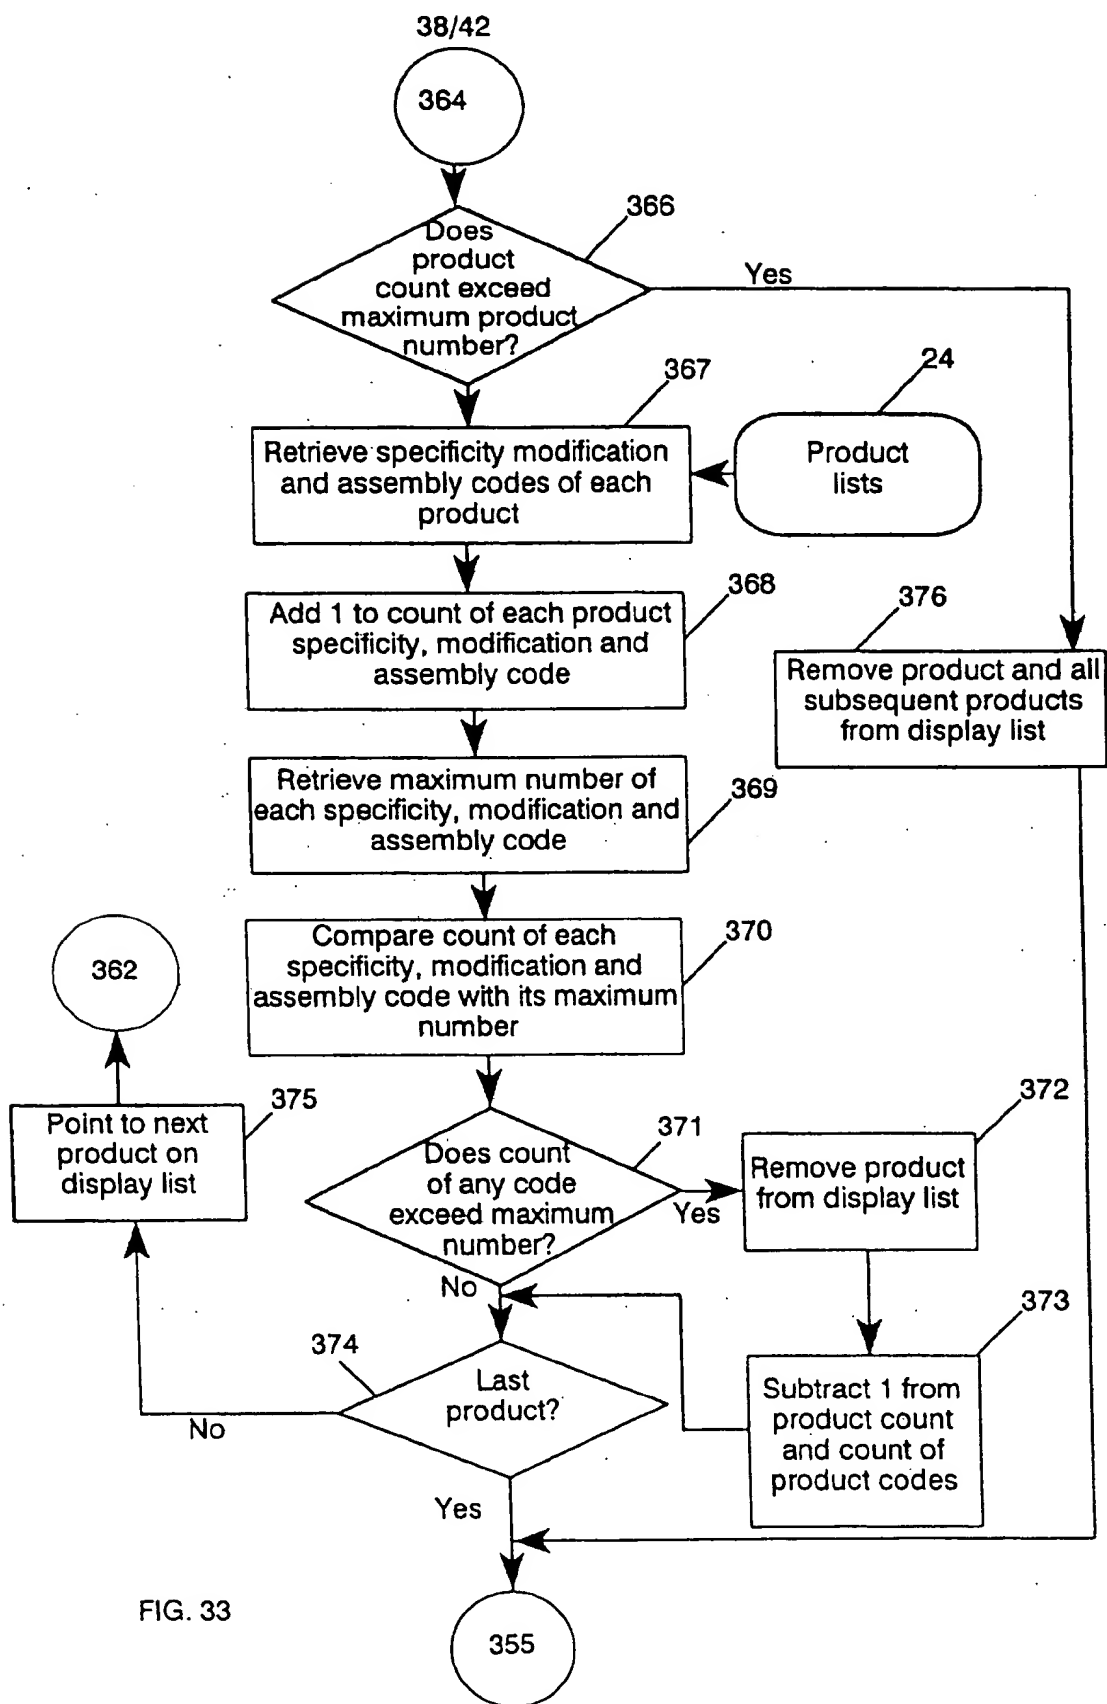 38/42
364
366
Does
product
count exceed
maximum product
number?
Yes
367
24
Retrieve specificity modification
and assembly codes of each
product
Product
lists
368
376
Add 1 to count of each product
specificity, modification and
assembly code
Remove product and all
subsequent products
from display list
369
Retrieve maximum number of
each specificity, modification and
assembly code
370
Compare count of each
specificity, modification and
assembly code with its maximum
number
362
375
Point to next
product on
display list
371
372
Does count
of any code
exceed maximum
number?
Yes
Remove product
from display list
No
373
374
Last
product?
Subtract 1 from
product count
and count of
product codes
No
Yes
FIG. 33
355